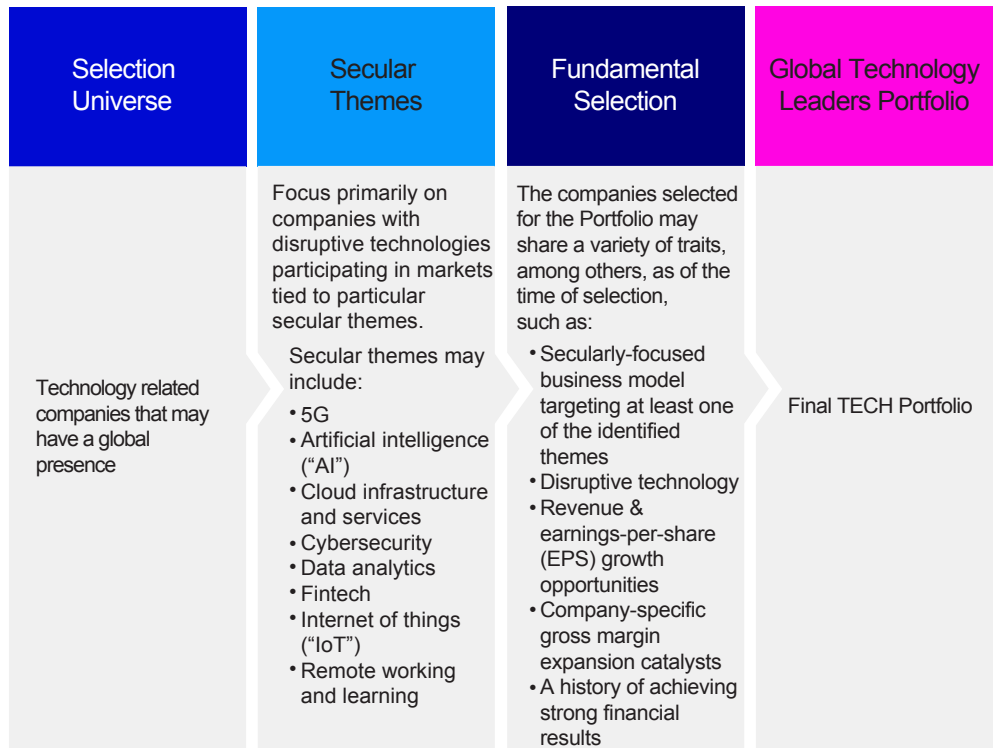 Selection
Universe
Secular
Themes
Fundamental
Selection
Global Technology
Leaders Portfolio
Technology related
companies that may
have a global
presence
Focus primarily on
companies with
disruptive technologies
participating in markets
tied to particular
secular themes.
Secular themes may
include:
• 5G
• Artificial intelligence
(“AI”)
• Cloud infrastructure
and services
• Cybersecurity
• Data analytics
• Fintech
• Internet of things
(“IoT”)
• Remote working
and learning
The companies selected
for the Portfolio may
share a variety of traits,
among others, as of the
time of selection,
such as:
• Secularly-focused
business model
targeting at least one
of the identified
themes
• Disruptive technology
• Revenue &
earnings-per-share
(EPS) growth
opportunities
• Company-specific
gross margin
expansion catalysts
• A history of achieving
strong financial
results
Final TECH Portfolio